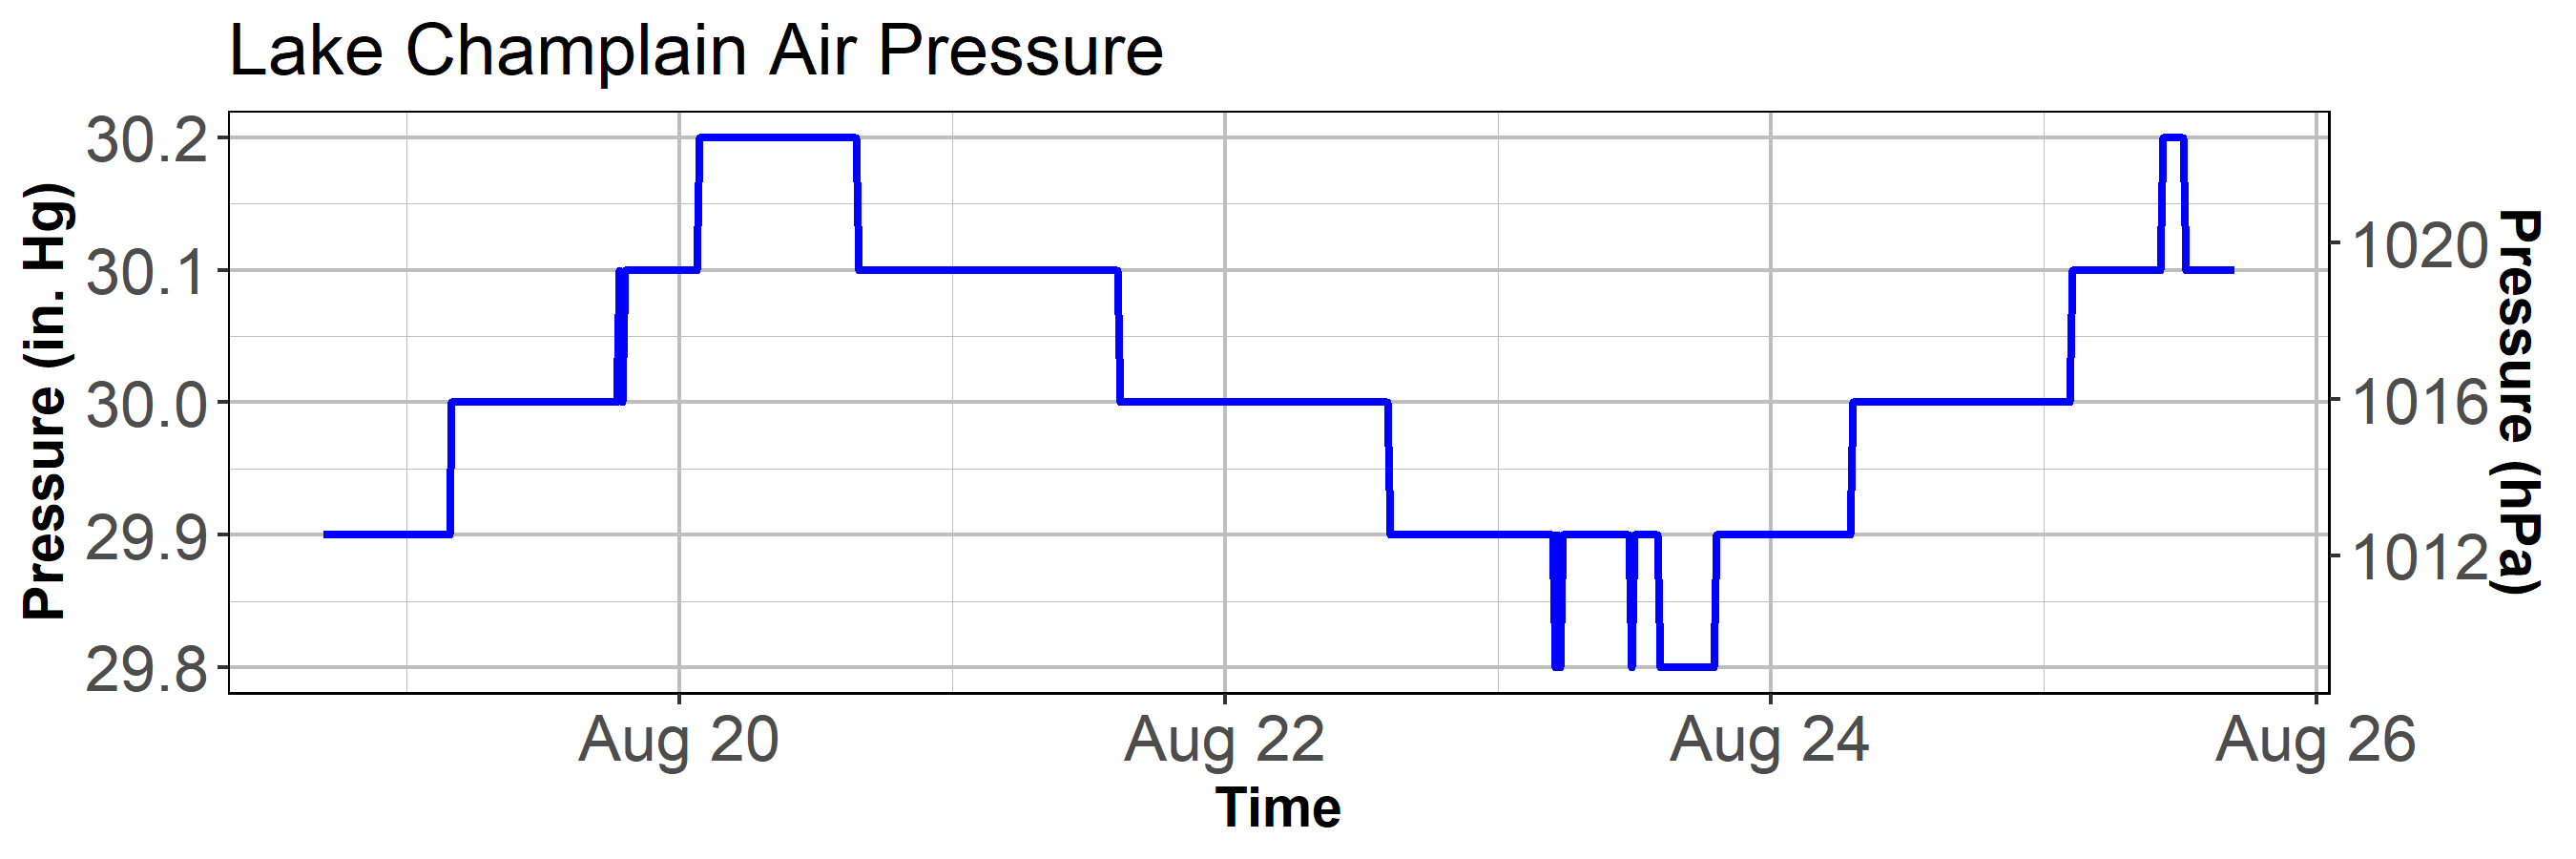 Lake Champlain Air Pressure
Pressure (in. Hg)
30.2
30.1
30.0
29.9
29.8
1020
1016
1012
Pressure (hPa)
Aug 20
Aug 22
Aug 24
Aug 26
Time